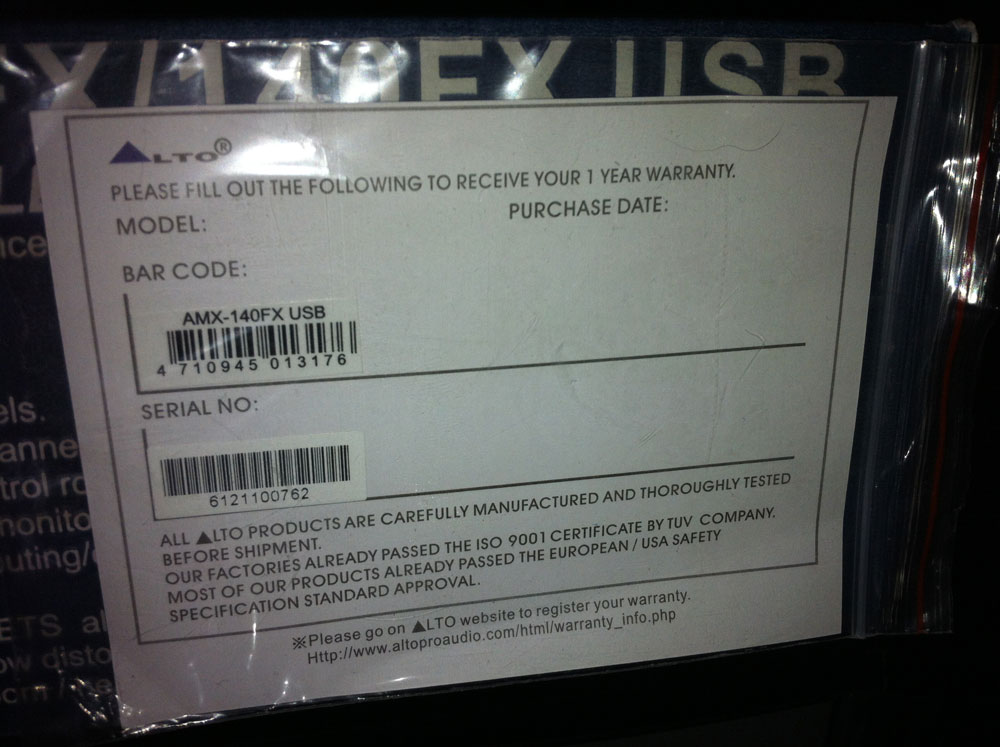 FX/140FX USB
ALTO®
PLEASE FILL OUT THE FOLLOWING TO RECEIVE YOUR 1 YEAR WARRANTY.
MODEL:
PURCHASE DATE:
BAR CODE:
AMX-140FX USB
4 710945 013176
SERIAL NO:
6121100762
ALL ALTO PRODUCTS ARE CAREFULLY MANUFACTURED AND THOROUGHLY TESTED
BEFORE SHIPMENT.
OUR FACTORIES ALREADY PASSED THE ISO 9001 CERTIFICATE BY TUV COMPANY.
MOST OF OUR PRODUCTS ALREADY PASSED THE EUROPEAN / USA SAFETY
SPECIFICATION STANDARD APPROVAL.
※Please go on ALTO website to register your warranty.
Http://www.altoproaudio.com/html/warranty_info.php